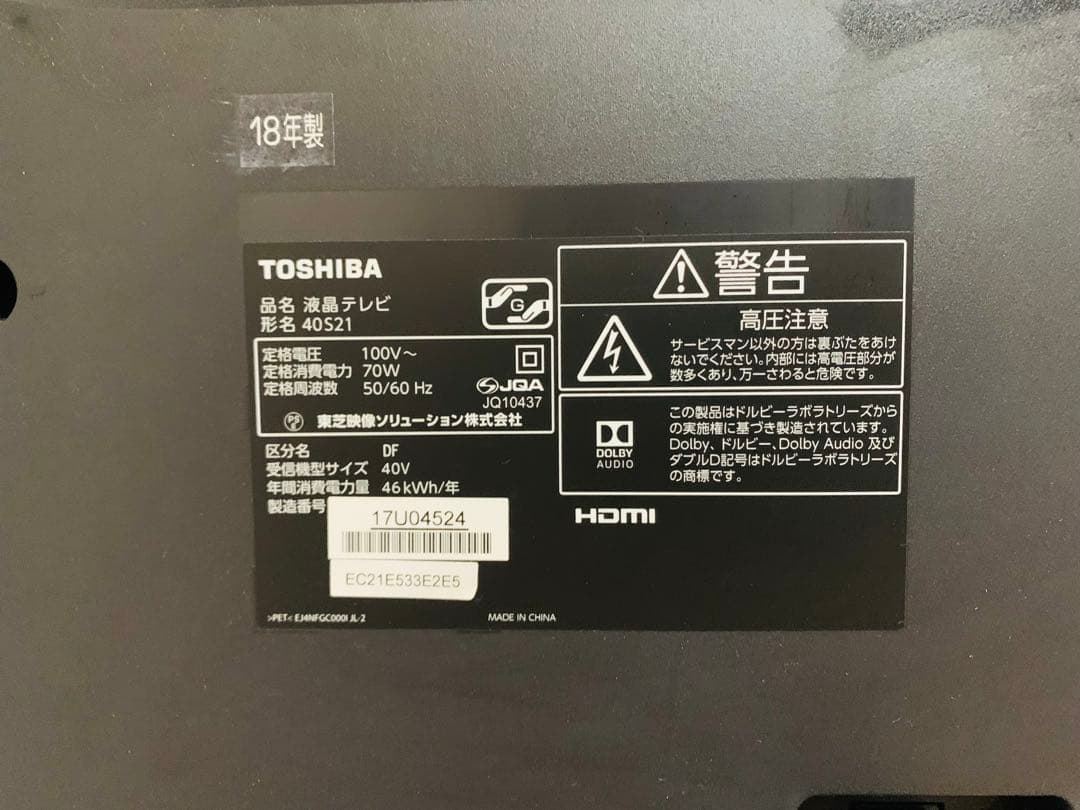 18年製
TOSHIBA
品名 液晶テレビ
形名 40S21
G
定格電圧 100V～
定格消費電力 70W
定格周波数 50/60 Hz
JQA
JQ10437
PS
東芝映像ソリューション株式会社
区分名 DF
受信機型サイズ 40V
年間消費電力量 46kWh/年
製造番号
17U04524
EC21E533E2E5
>PET< EJ4NFGC000I JL-2
MADE IN CHINA
警告
高圧注意
サービスマン以外の方は裏ぶたをあけ
ないでください。内部には高電圧部分が
数多くあり、万一さわると危険です。
DOLBY
AUDIO
この製品はドルビーラボラトリーズから
の実施権に基づき製造されています。
Dolby、ドルビー、Dolby Audio 及び
ダブルD記号はドルビーラボラトリーズ
の商標です。
HDMI